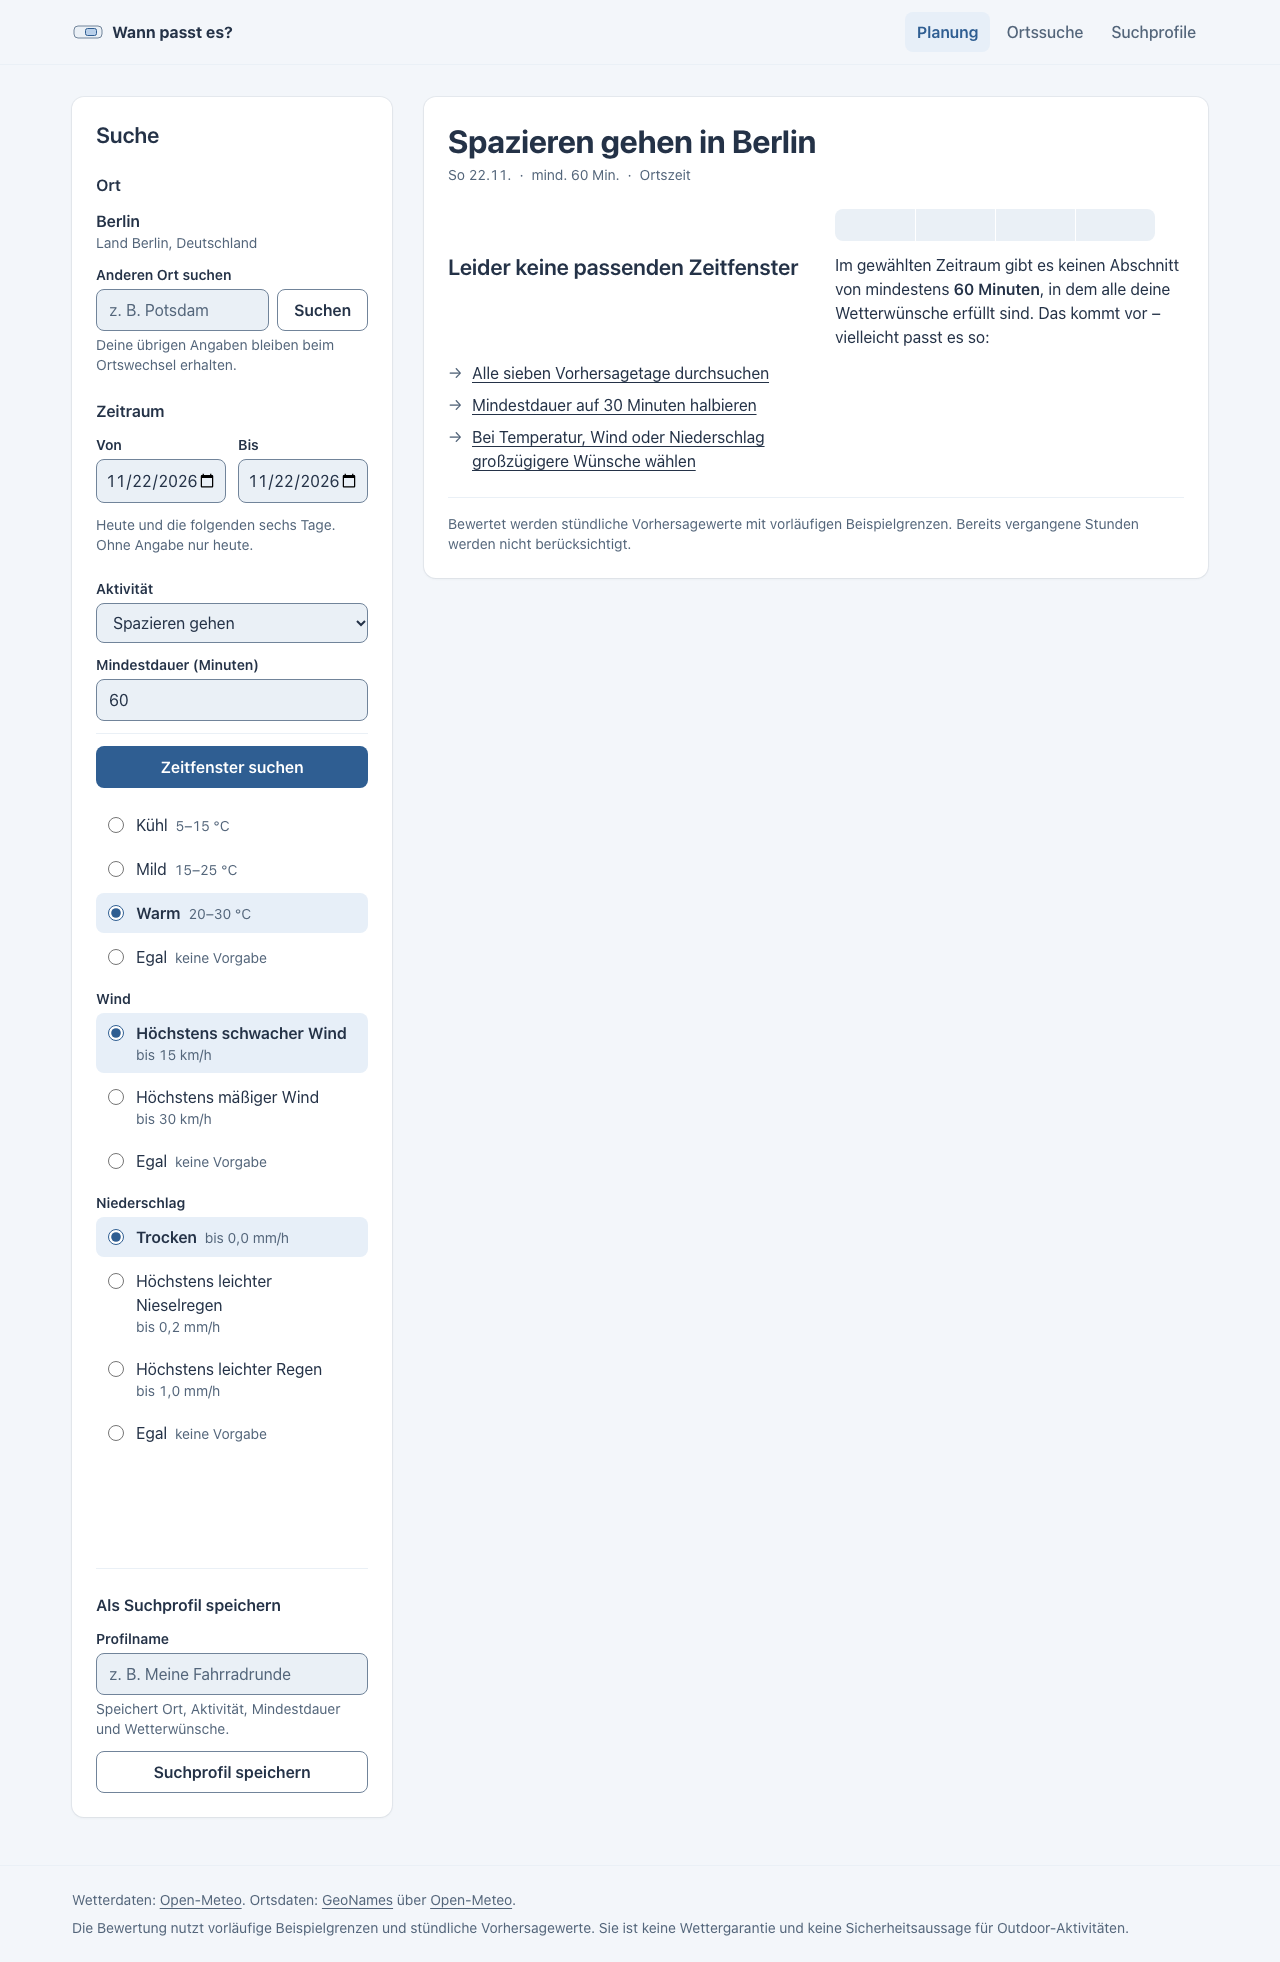 Wann passt es?
Planung
Ortssuche
Suchprofile
Suche
Ort
Berlin
Land Berlin, Deutschland
Anderen Ort suchen
z. B. Potsdam
Suchen
Deine übrigen Angaben bleiben beim
Ortswechsel erhalten.
Zeitraum
Von
Bis
11/22/2026
11/22/2026
Heute und die folgenden sechs Tage.
Ohne Angabe nur heute.
Aktivität
Spazieren gehen
Mindestdauer (Minuten)
60
Zeitfenster suchen
Kühl 5–15 °C
Mild 15–25 °C
Warm 20–30 °C
Egal keine Vorgabe
Wind
Höchstens schwacher Wind
bis 15 km/h
Höchstens mäßiger Wind
bis 30 km/h
Egal keine Vorgabe
Niederschlag
Trocken bis 0,0 mm/h
Höchstens leichter
Nieselregen
bis 0,2 mm/h
Höchstens leichter Regen
bis 1,0 mm/h
Egal keine Vorgabe
Als Suchprofil speichern
Profilname
z. B. Meine Fahrradrunde
Speichert Ort, Aktivität, Mindestdauer
und Wetterwünsche.
Suchprofil speichern
Spazieren gehen in Berlin
So 22.11. · mind. 60 Min. · Ortszeit
Leider keine passenden Zeitfenster
Im gewählten Zeitraum gibt es keinen Abschnitt
von mindestens 60 Minuten, in dem alle deine
Wetterwünsche erfüllt sind. Das kommt vor –
vielleicht passt es so:
→ Alle sieben Vorhersagetage durchsuchen
→ Mindestdauer auf 30 Minuten halbieren
→ Bei Temperatur, Wind oder Niederschlag
großzügigere Wünsche wählen
Bewertet werden stündliche Vorhersagewerte mit vorläufigen Beispielgrenzen. Bereits vergangene Stunden
werden nicht berücksichtigt.
Wetterdaten: Open-Meteo. Ortsdaten: GeoNames über Open-Meteo.
Die Bewertung nutzt vorläufige Beispielgrenzen und stündliche Vorhersagewerte. Sie ist keine Wettergarantie und keine Sicherheitsaussage für Outdoor-Aktivitäten.